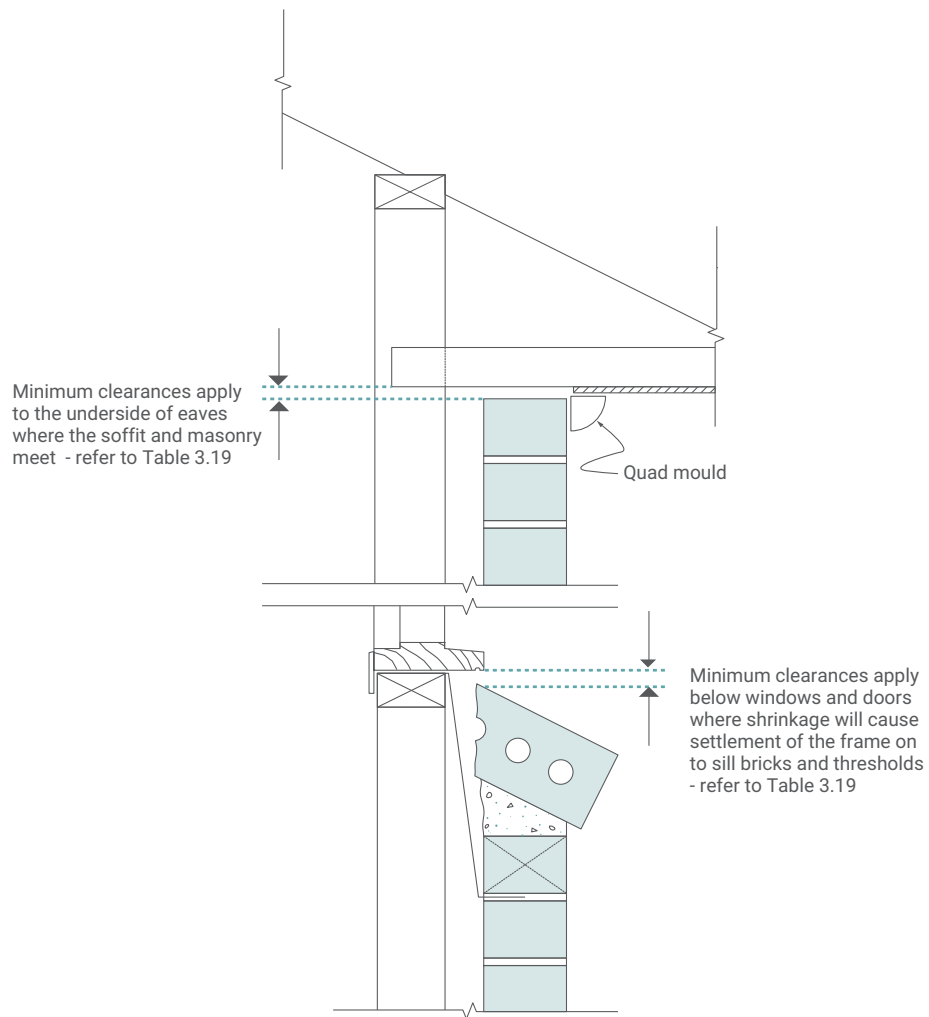 Minimum clearances apply
to the underside of eaves
where the soffit and masonry
meet - refer to Table 3.19
Quad mould
Minimum clearances apply
below windows and doors
where shrinkage will cause
settlement of the frame on
to sill bricks and thresholds
- refer to Table 3.19